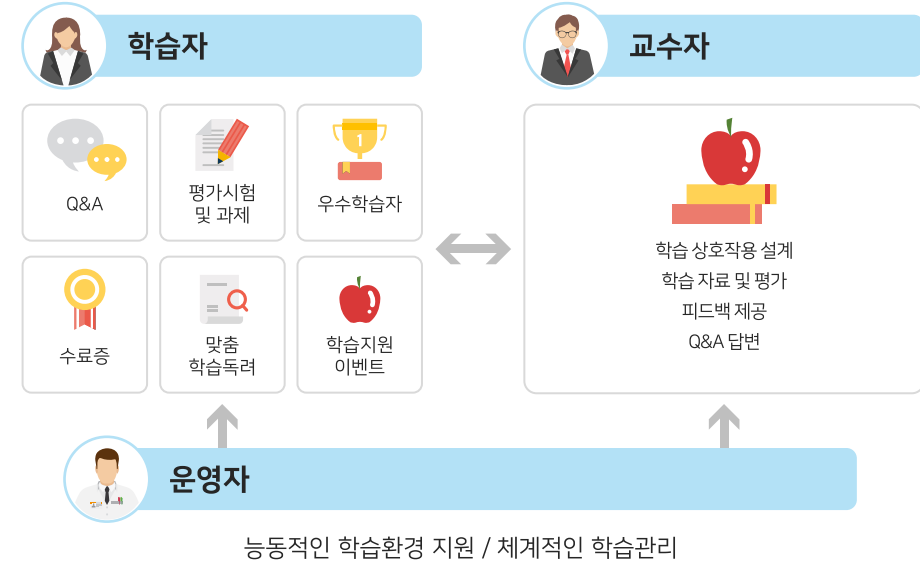 학습자
교수자
Q&A
평가시험
및 과제
1
우수학습자
수료증
맞춤
학습독려
학습지원
이벤트
학습 상호작용 설계
학습 자료 및 평가
피드백 제공
Q&A 답변
운영자
능동적인 학습환경 지원 / 체계적인 학습관리